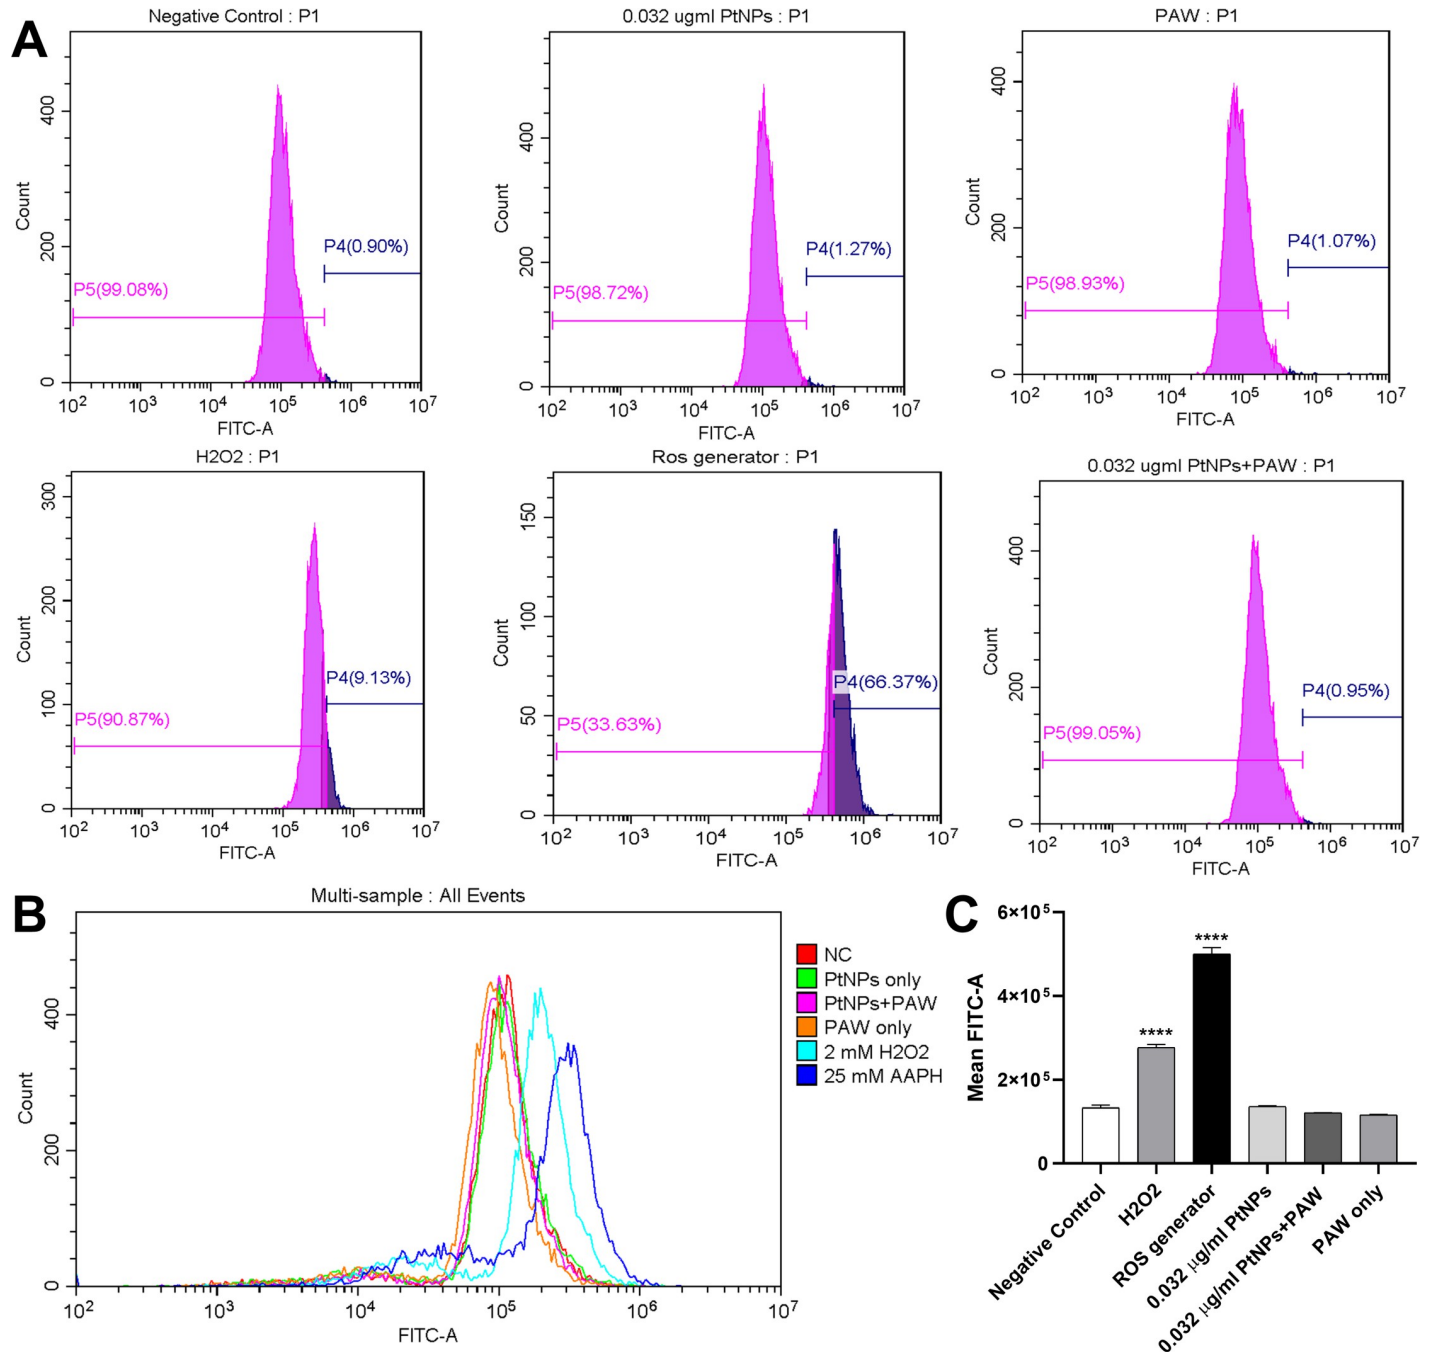 A
Negative Control : P1
Count
400
200
0
P5(99.08%)
P4(0.90%)
10² 10³ 10⁴ 10⁵ 10⁶ 10⁷
FITC-A
0.032 ugml PtNPs : P1
Count
400
200
0
P5(98.72%)
P4(1.27%)
10² 10³ 10⁴ 10⁵ 10⁶ 10⁷
FITC-A
PAW : P1
Count
400
200
0
P5(98.93%)
P4(1.07%)
10² 10³ 10⁴ 10⁵ 10⁶ 10⁷
FITC-A
H2O2 : P1
Count
300
200
100
0
P5(90.87%)
P4(9.13%)
10² 10³ 10⁴ 10⁵ 10⁶ 10⁷
FITC-A
Ros generator : P1
Count
150
100
50
0
P5(33.63%)
P4(66.37%)
10² 10³ 10⁴ 10⁵ 10⁶ 10⁷
FITC-A
0.032 ugml PtNPs+PAW : P1
Count
400
200
0
P5(99.05%)
P4(0.95%)
10² 10³ 10⁴ 10⁵ 10⁶ 10⁷
FITC-A
B
Multi-sample : All Events
Count
400
200
0
10² 10³ 10⁴ 10⁵ 10⁶ 10⁷
FITC-A
NC
PtNPs only
PtNPs+PAW
PAW only
2 mM H2O2
25 mM AAPH
C
Mean FITC-A
6×10⁵
4×10⁵
2×10⁵
0
****
****
Negative Control
H2O2
ROS generator
0.032 µg/ml PtNPs
0.032 µg/ml PtNPs+PAW
PAW only